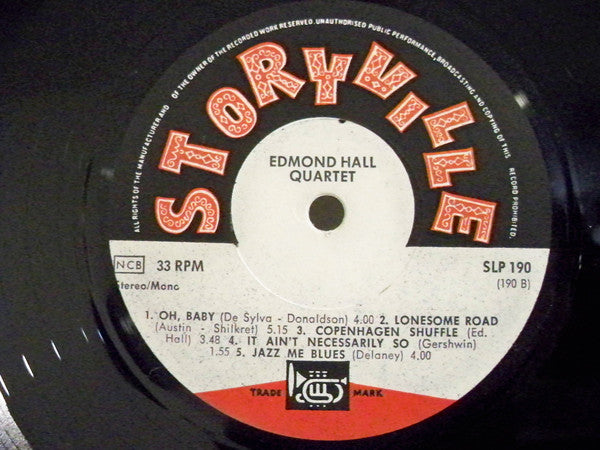 ALL RIGHTS OF THE MANUFACTURER AND OF THE OWNER OF THE RECORDED WORK RESERVED. UNAUTHORISED PUBLIC PERFORMANCE, BROADCASTING AND COPYING OF THIS RECORD PROHIBITED.
STORYVILLE
EDMOND HALL
QUARTET
NCB 33 RPM
SLP 190
Stereo/Mono
(190 B)
1. OH, BABY (De Sylva - Donaldson) 4.00 2. LONESOME ROAD
(Austin - Shilkret) 5.15 3. COPENHAGEN SHUFFLE (Ed.
Hall) 3.48 4. IT AIN'T NECESSARILY SO (Gershwin)
1.55 5. JAZZ ME BLUES (Delaney) 4.00
TRADE MARK